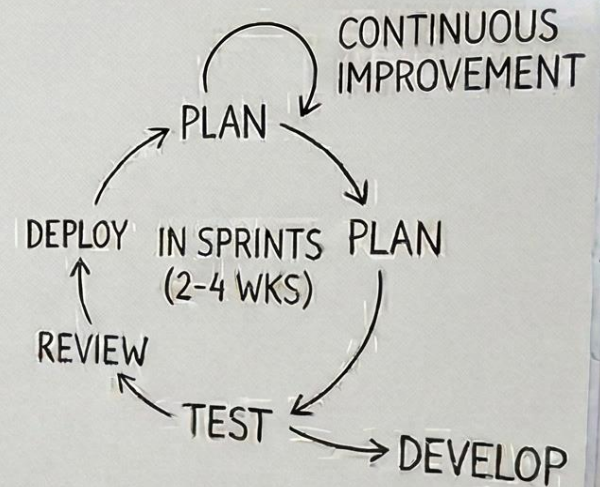 CONTINUOUS
IMPROVEMENT
PLAN
DEPLOY
IN SPRINTS
(2-4 WKS)
PLAN
REVIEW
TEST
DEVELOP